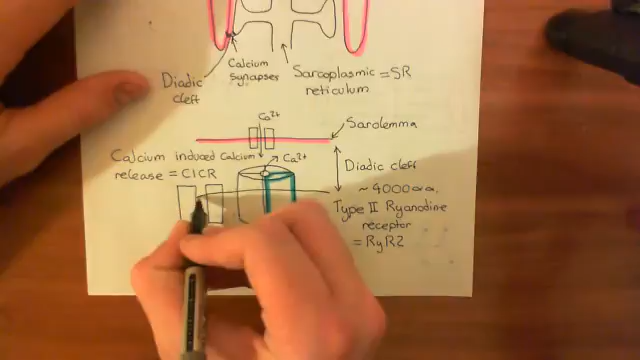 Diadic
cleft
Calcium
synapses
Sarcoplasmic = SR
reticulum
Ca²⁺
Sarolemma
Calcium induced Calcium
release = CICR
Ca²⁺
Diadic cleft
Type II Ryanodine
receptor
= RyR2